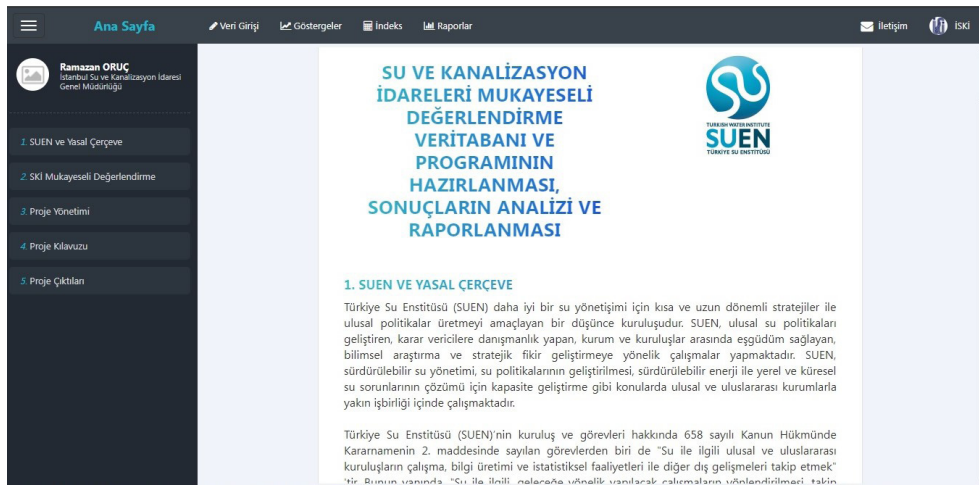 Ana Sayfa
Veri Girişi
Göstergeler
İndeks
Raporlar
İletişim
İSKİ
Ramazan ORUÇ
İstanbul Su ve Kanalizasyon İdaresi
Genel Müdürlüğü
1. SUEN ve Yasal Çerçeve
2. SKİ Mukayeseli Değerlendirme
3. Proje Yönetimi
4. Proje Kılavuzu
5. Proje Çıktıları
SU VE KANALİZASYON
İDARELERİ MUKAYESELİ
DEĞERLENDİRME
VERİTABANI VE
PROGRAMININ
HAZIRLANMASI,
SONUÇLARIN ANALİZİ VE
RAPORLANMASI
TURKISH WATER INSTITUTE
SUEN
TÜRKİYE SU ENSTİTÜSÜ
1. SUEN VE YASAL ÇERÇEVE
Türkiye Su Enstitüsü (SUEN) daha iyi bir su yönetişimi için kısa ve uzun dönemli stratejiler ile
ulusal politikalar üretmeyi amaçlayan bir düşünce kuruluşudur. SUEN, ulusal su politikaları
geliştiren, karar vericilere danışmanlık yapan, kurum ve kuruluşlar arasında eşgüdüm sağlayan,
bilimsel araştırma ve stratejik fikir geliştirmeye yönelik çalışmalar yapmaktadır. SUEN,
sürdürülebilir su yönetimi, su politikalarının geliştirilmesi, sürdürülebilir enerji ile yerel ve küresel
su sorunlarının çözümü için kapasite geliştirme gibi konularda ulusal ve uluslararası kurumlarla
yakın işbirliği içinde çalışmaktadır.
Türkiye Su Enstitüsü (SUEN)'nin kuruluş ve görevleri hakkında 658 sayılı Kanun Hükmünde
Kararnamenin 2. maddesinde sayılan görevlerden biri de "Su ile ilgili ulusal ve uluslararası
kuruluşların çalışma, bilgi üretimi ve istatistiksel faaliyetleri ile diğer dış gelişmeleri takip etmek"
'tir. Bunun yanında, "Su ile ilgili, geleceğe yönelik yapılacak çalışmaların yönlendirilmesi, takip